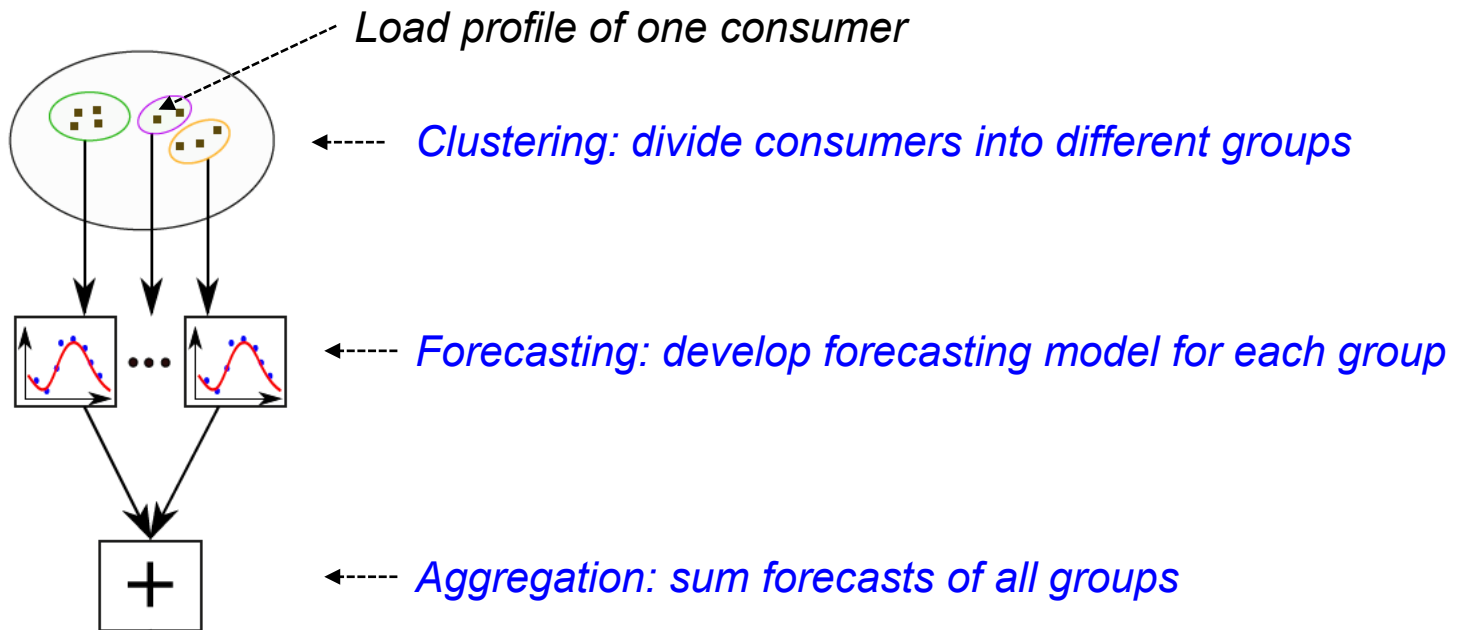 Load profile of one consumer
Clustering: divide consumers into different groups
Forecasting: develop forecasting model for each group
Aggregation: sum forecasts of all groups